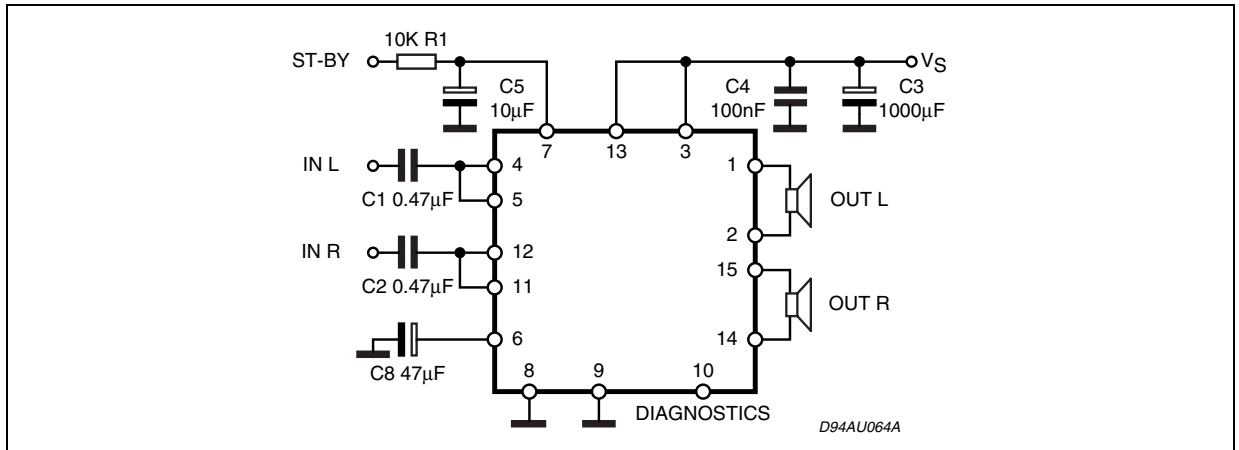 10K R1
ST-BY
VS
C5
10μF
C4
100nF
C3
1000μF
7
13
3
IN L
4
1
C1 0.47μF
5
OUT L
2
IN R
12
15
C2 0.47μF
11
OUT R
6
14
C8 47μF
8
9
10
DIAGNOSTICS
D94AU064A